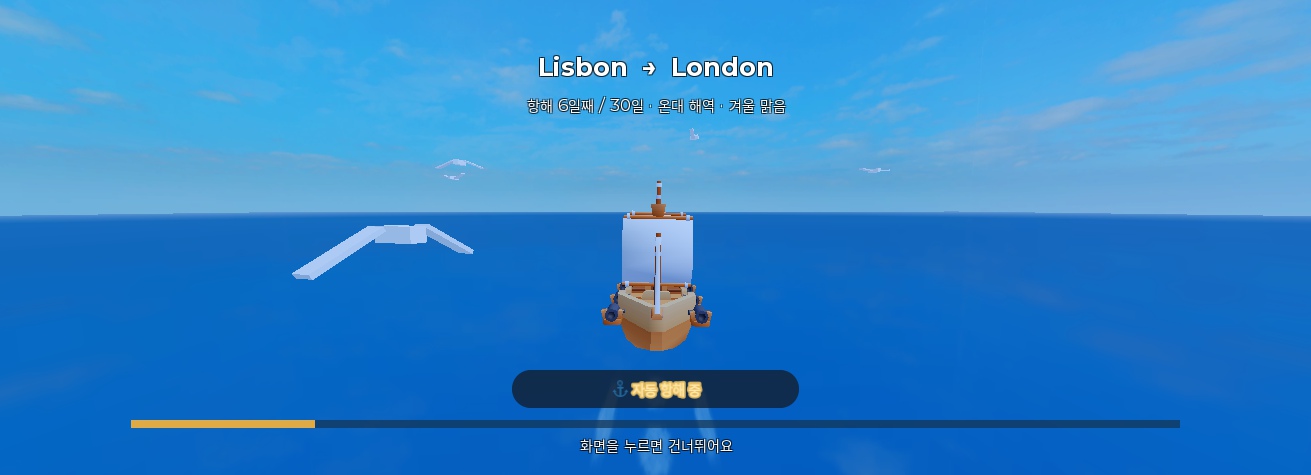 Lisbon → London
항해 6일째 / 30일 · 온대 해역 · 겨울 맑음
⚓ 자동 항해 중
화면을 누르면 건너뛰어요